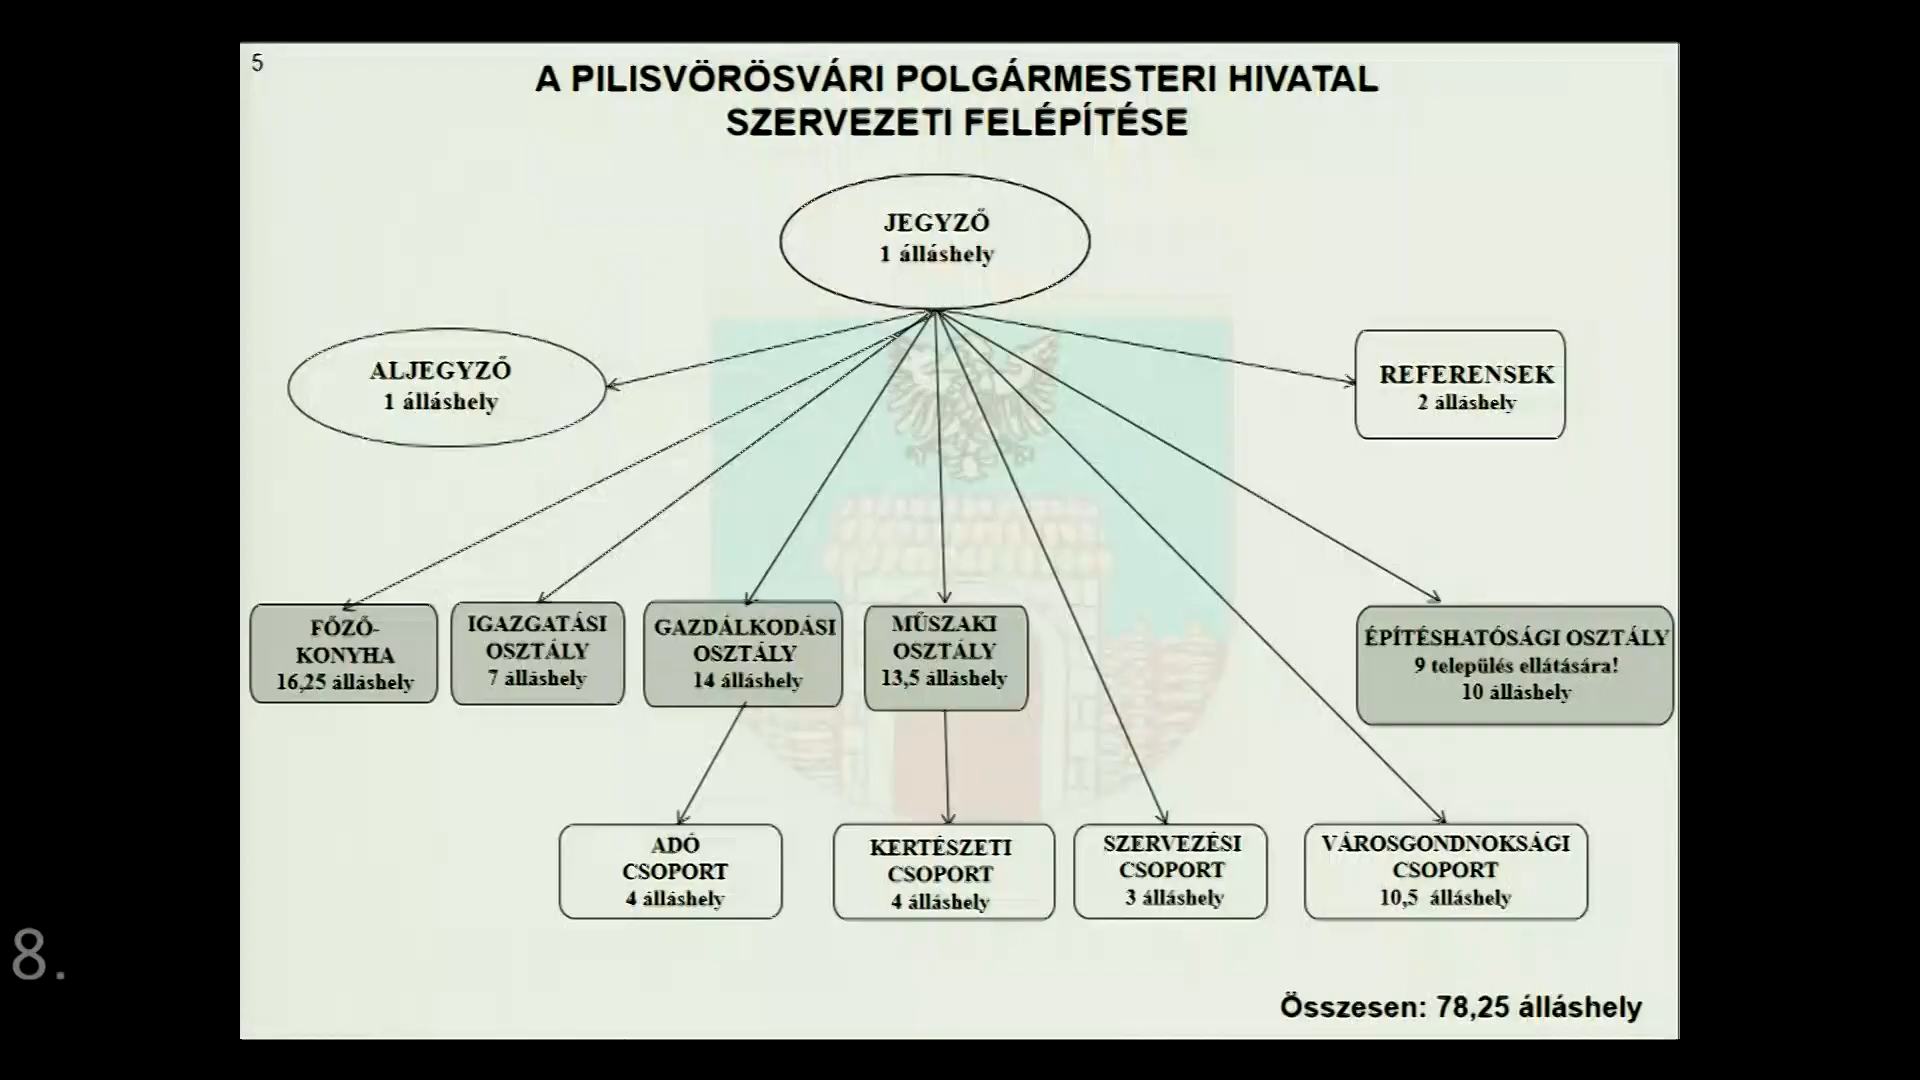 5
A PILISVÖRÖSVÁRI POLGÁRMESTERI HIVATAL
SZERVEZETI FELÉPÍTÉSE
JEGYZŐ
1 álláshely
ALJEGYZŐ
1 álláshely
REFERENSEK
2 álláshely
FŐZŐ-
KONYHA
16,25 álláshely
IGAZGATÁSI
OSZTÁLY
7 álláshely
GAZDÁLKODÁSI
OSZTÁLY
14 álláshely
MŰSZAKI
OSZTÁLY
13,5 álláshely
ÉPÍTÉSHATÓSÁGI OSZTÁLY
9 település ellátására!
10 álláshely
ADÓ
CSOPORT
4 álláshely
KERTÉSZETI
CSOPORT
4 álláshely
SZERVEZÉSI
CSOPORT
3 álláshely
VÁROSGONDNOKSÁGI
CSOPORT
10,5 álláshely
8.
Összesen: 78,25 álláshely